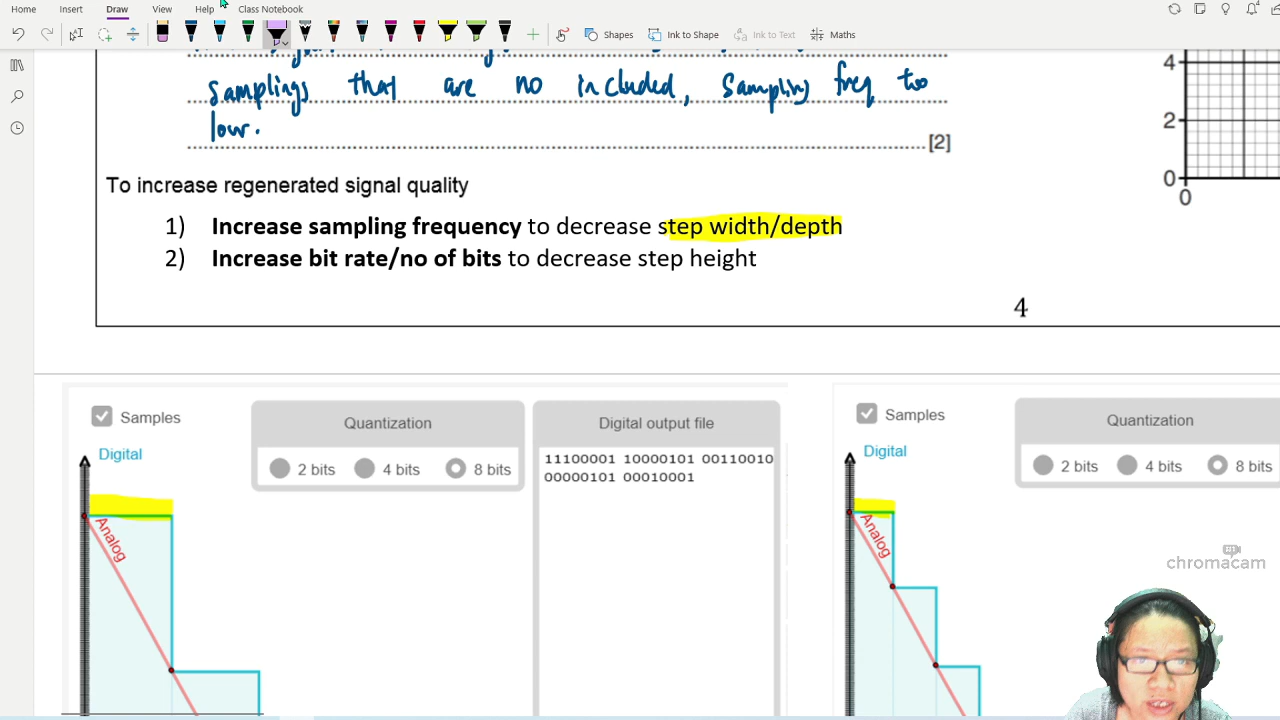 Home Insert Draw View Help Class Notebook
Shapes Ink to Shape Ink to Text Maths
samplings that are no included, sampling freq too
low.
[2]
To increase regenerated signal quality
1) Increase sampling frequency to decrease step width/depth
2) Increase bit rate/no of bits to decrease step height
4
4
2
0
0
Samples
Quantization
2 bits 4 bits 8 bits
Digital output file
11100001 10000101 00110010
00000101 00010001
Digital
Analog
Samples
Quantization
2 bits 4 bits 8 bits
Digital
Analog
chromacam